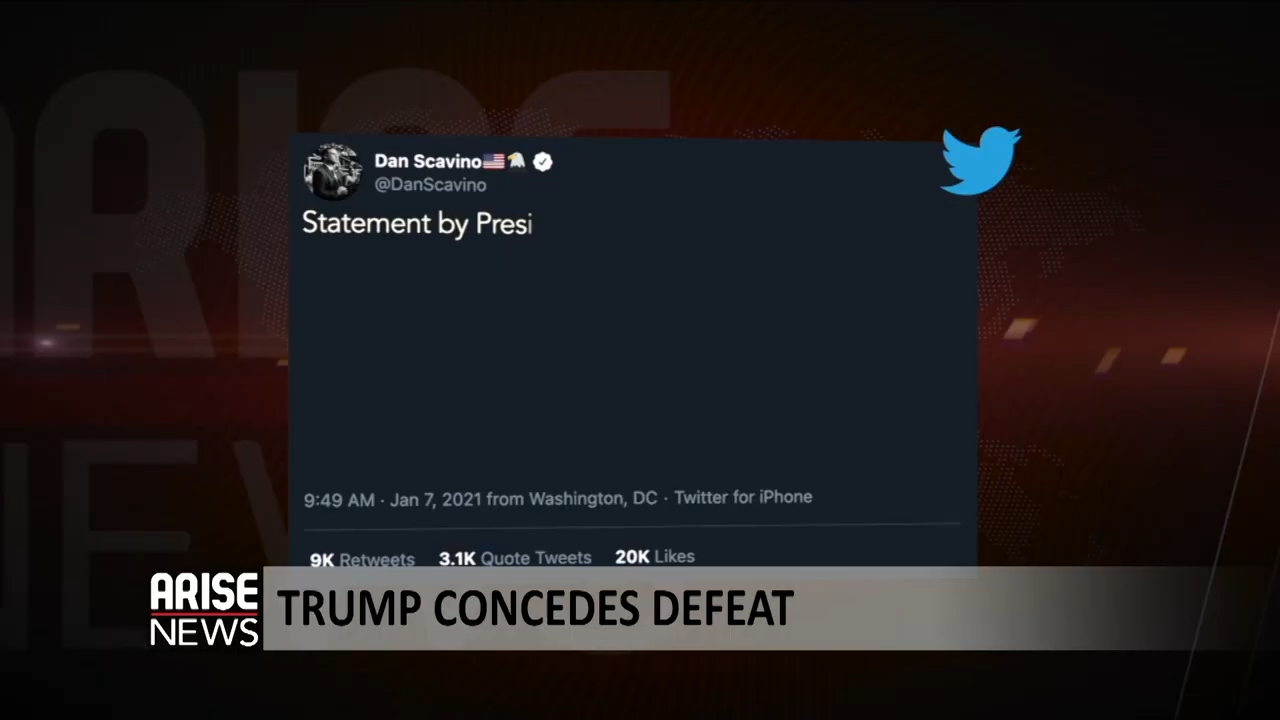 Dan Scavino🇺🇸🦅
@DanScavino
Statement by Presi
9:49 AM · Jan 7, 2021 from Washington, DC · Twitter for iPhone
9K Retweets 3.1K Quote Tweets 20K Likes
ARISE
NEWS
TRUMP CONCEDES DEFEAT